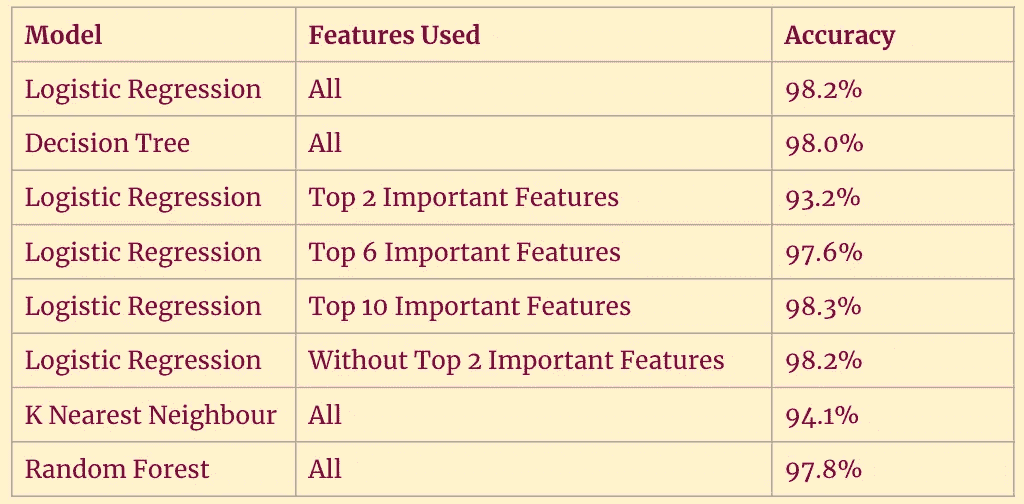 Model Features Used Accuracy
Logistic Regression All 98.2%
Decision Tree All 98.0%
Logistic Regression Top 2 Important Features 93.2%
Logistic Regression Top 6 Important Features 97.6%
Logistic Regression Top 10 Important Features 98.3%
Logistic Regression Without Top 2 Important Features 98.2%
K Nearest Neighbour All 94.1%
Random Forest All 97.8%